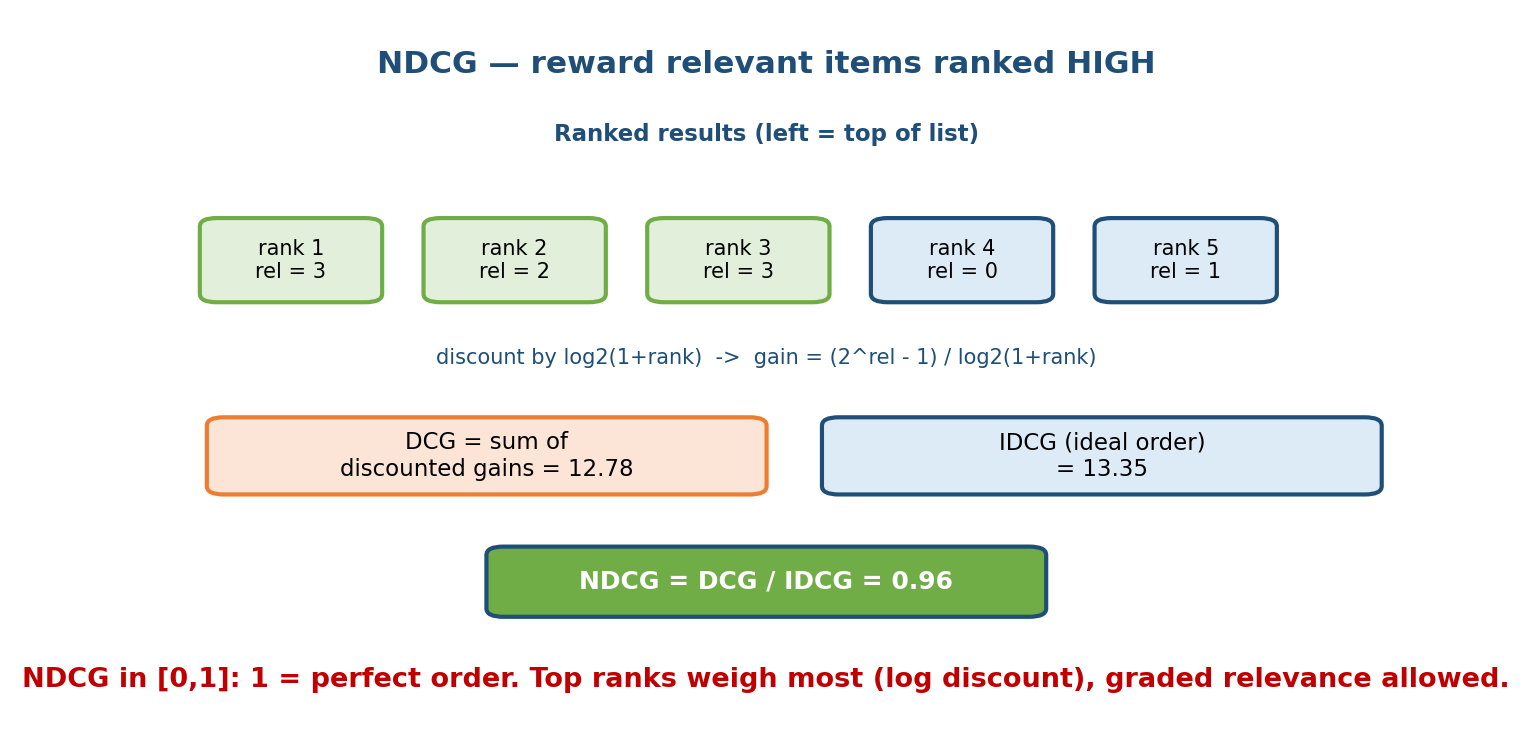 NDCG — reward relevant items ranked HIGH
Ranked results (left = top of list)
rank 1
rel = 3
rank 2
rel = 2
rank 3
rel = 3
rank 4
rel = 0
rank 5
rel = 1
discount by log2(1+rank)  ->  gain = (2^rel - 1) / log2(1+rank)
DCG = sum of
discounted gains = 12.78
IDCG (ideal order)
= 13.35
NDCG = DCG / IDCG = 0.96
NDCG in [0,1]: 1 = perfect order. Top ranks weigh most (log discount), graded relevance allowed.